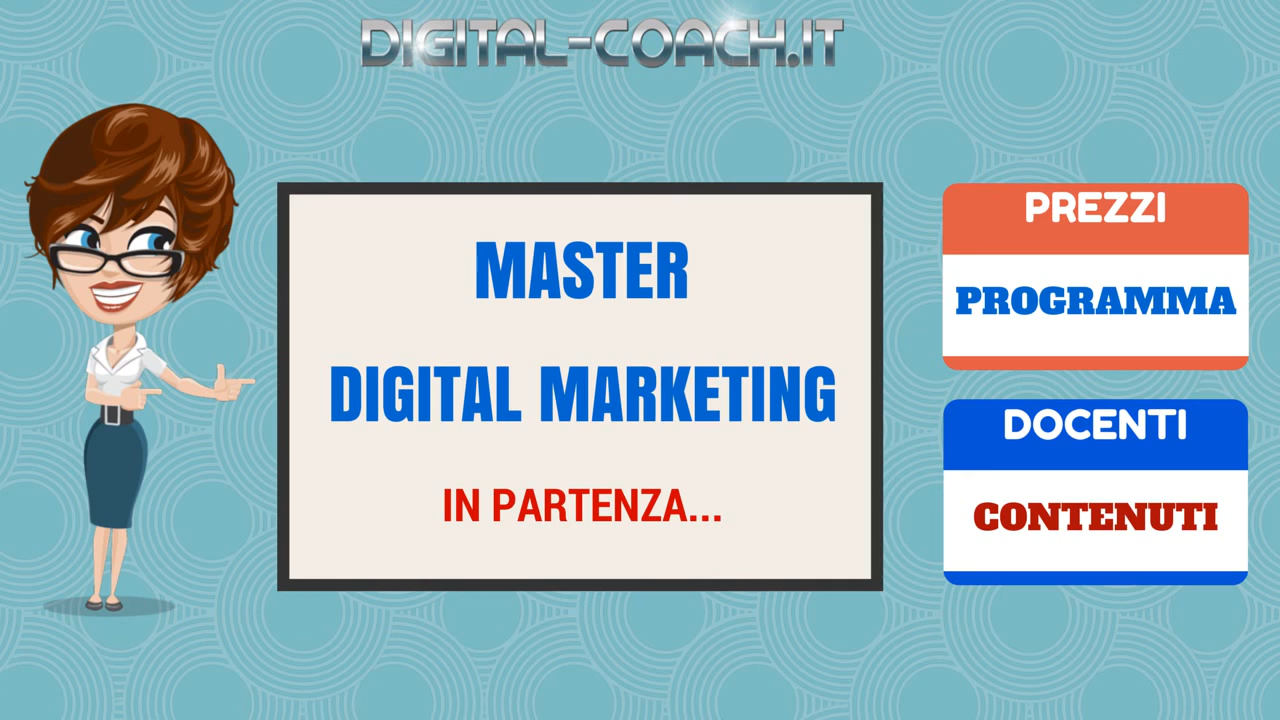 DIGITAL-COACH.IT
MASTER
DIGITAL MARKETING
IN PARTENZA...
PREZZI
PROGRAMMA
DOCENTI
CONTENUTI